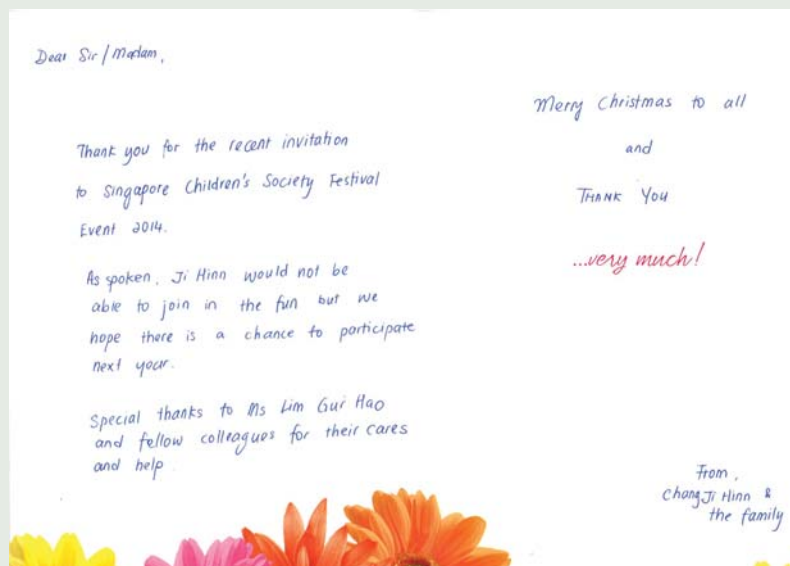 Dear Sir/Madam,
Thank you for the recent invitation
to Singapore Children's Society Festival
Event 2014.
As spoken, Ji Hinn would not be
able to join in the fun but we
hope there is a chance to participate
next year.
Special thanks to Ms Lim Gui Hao
and fellow colleagues for their cares
and help.
Merry Christmas to all
and
THANK YOU
...very much!
From,
Chang Ji Hinn &
the family